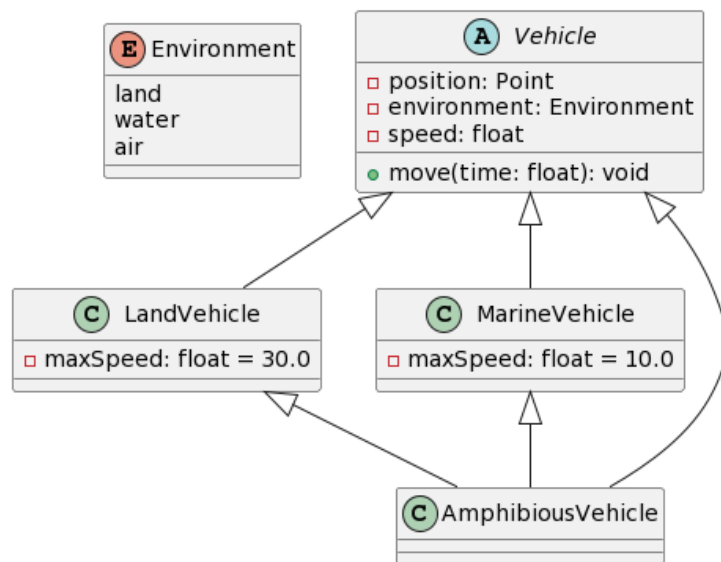 E Environment
land
water
air
A Vehicle
position: Point
environment: Environment
speed: float
move(time: float): void
C LandVehicle
maxSpeed: float = 30.0
C MarineVehicle
maxSpeed: float = 10.0
C AmphibiousVehicle